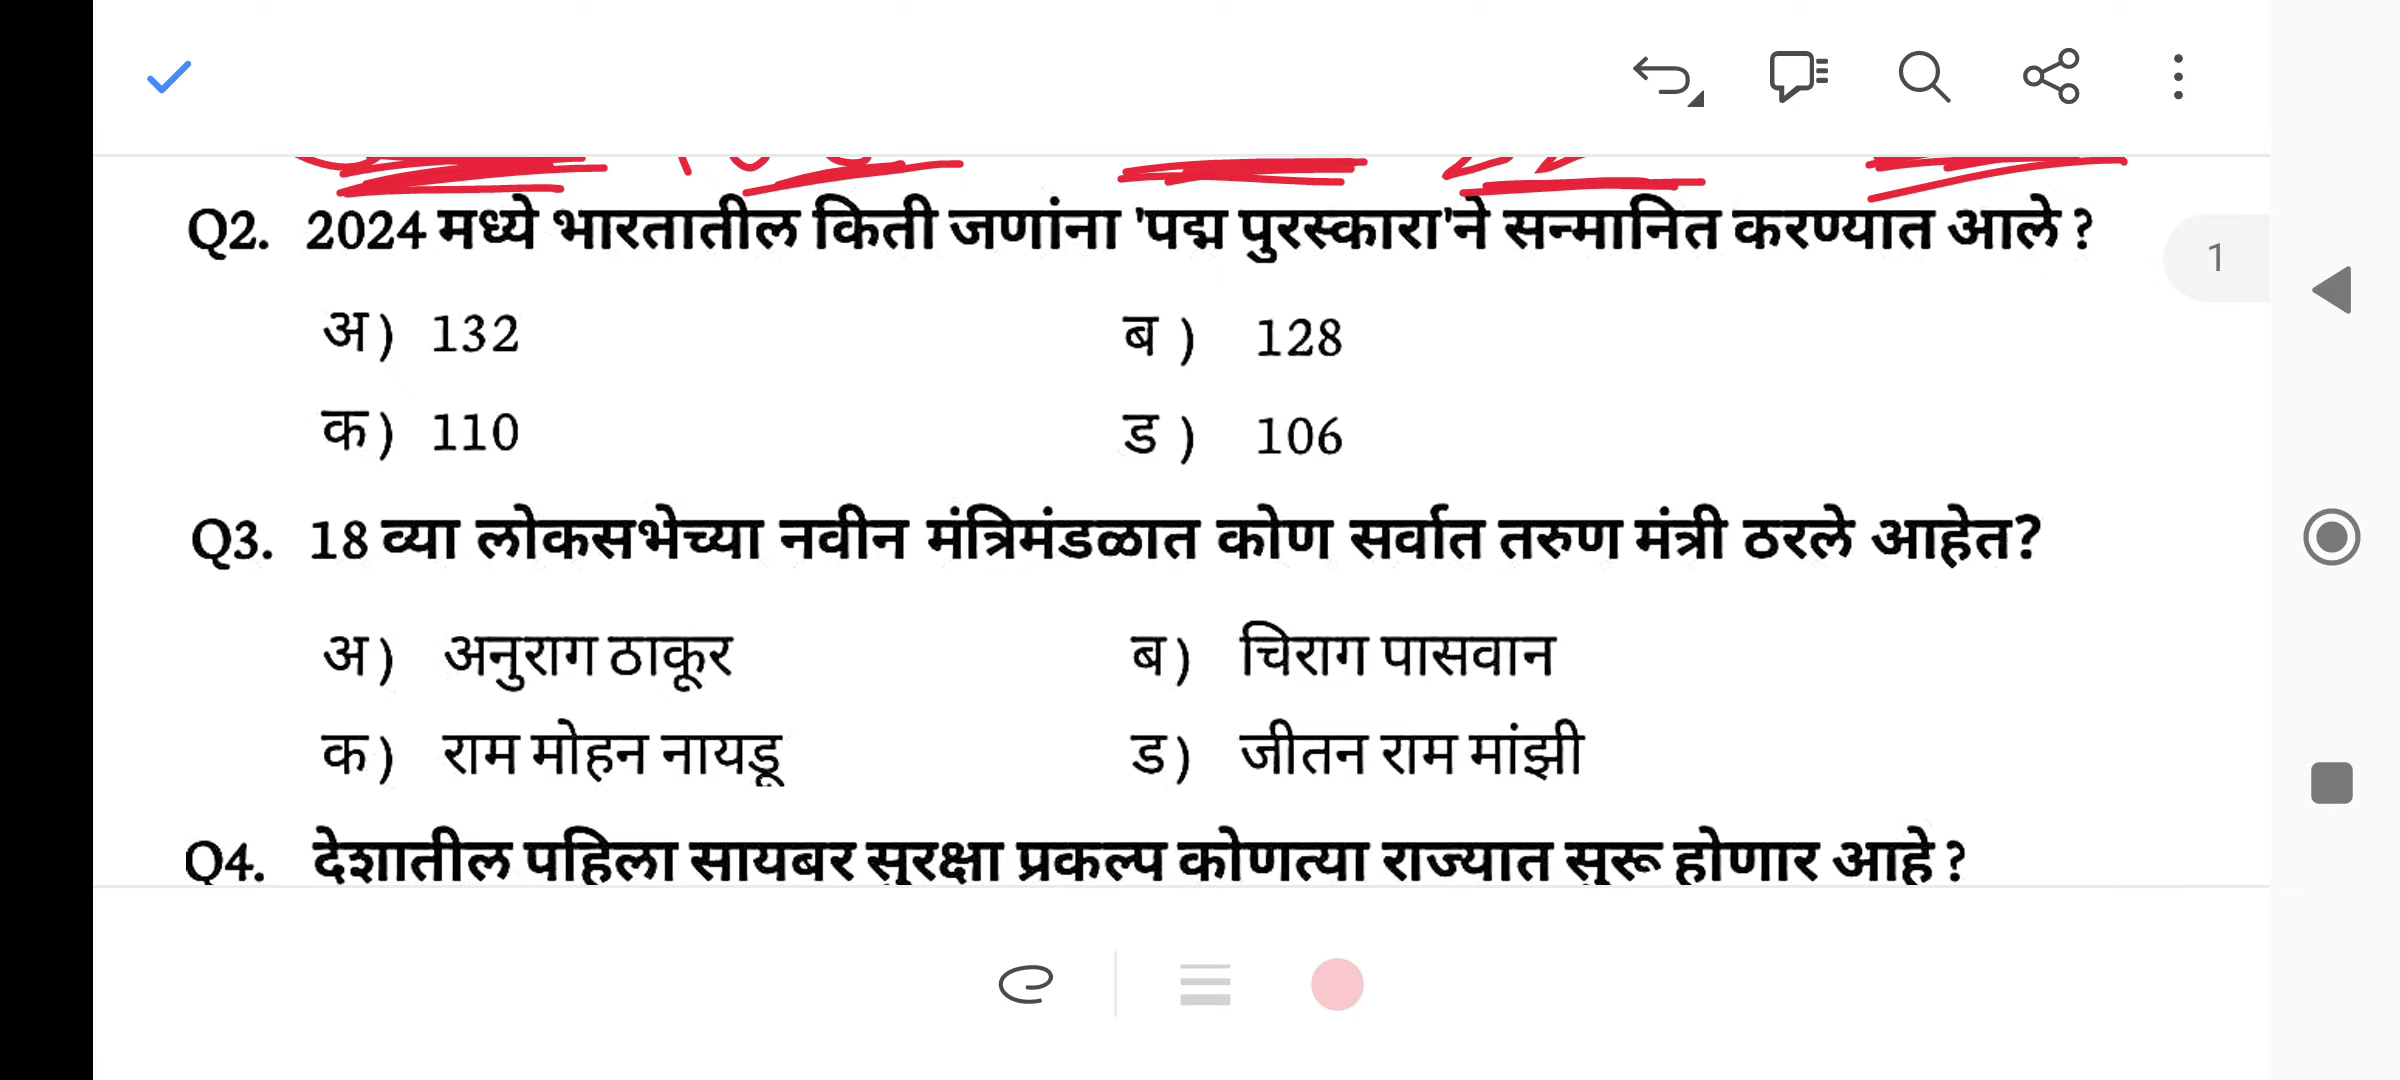 Q2. 2024 मध्ये भारतातील किती जणांना 'पद्म पुरस्कारा'ने सन्मानित करण्यात आले ?
1
अ) 132
ब ) 128
क) 110
ड ) 106
Q3. 18 व्या लोकसभेच्या नवीन मंत्रिमंडळात कोण सर्वात तरुण मंत्री ठरले आहेत?
अ) अनुराग ठाकूर
ब) चिराग पासवान
क) राम मोहन नायडू
ड) जीतन राम मांझी
Q4. देशातील पहिला सायबर सुरक्षा प्रकल्प कोणत्या राज्यात सुरू होणार आहे ?